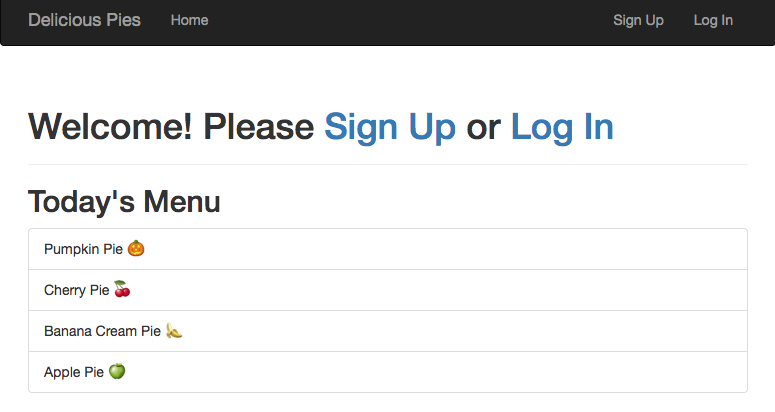 Delicious Pies Home Sign Up Log In
Welcome! Please Sign Up or Log In
Today's Menu
Pumpkin Pie 🎃
Cherry Pie 🍒
Banana Cream Pie 🍌
Apple Pie 🍏